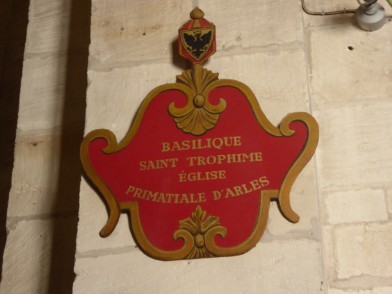 BASILIQUE
SAINT TROPHIME
ÉGLISE
PRIMATIALE D'ARLES